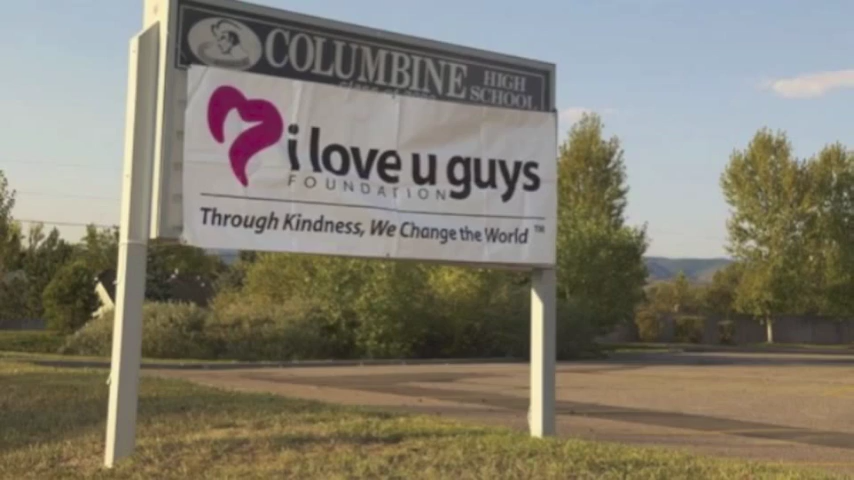 COLUMBINE
HIGH
SCHOOL
i love u guys
FOUNDATION
Through Kindness, We Change the World ™